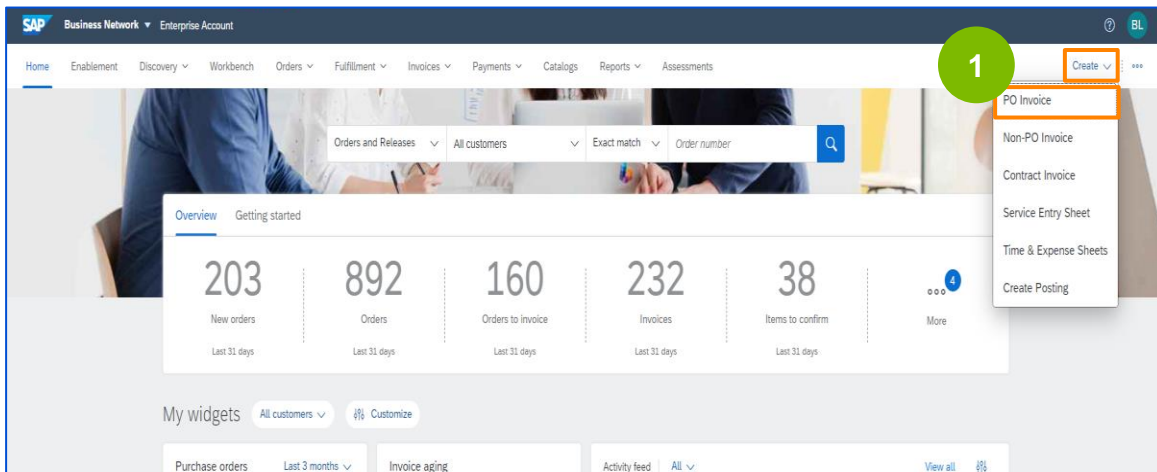 SAP Business Network Enterprise Account BL
Home Enablement Discovery Workbench Orders Fulfillment Invoices Payments Catalogs Reports Assessments 1 Create
PO Invoice
Non-PO Invoice
Contract Invoice
Service Entry Sheet
Time & Expense Sheets
Create Posting
Orders and Releases All customers Exact match Order number
Overview Getting started
203 892 160 232 38 4
New orders Orders Orders to invoice Invoices Items to confirm More
Last 31 days Last 31 days Last 31 days Last 31 days Last 31 days
My widgets All customers Customize
Purchase orders Last 3 months Invoice aging Activity feed All View all